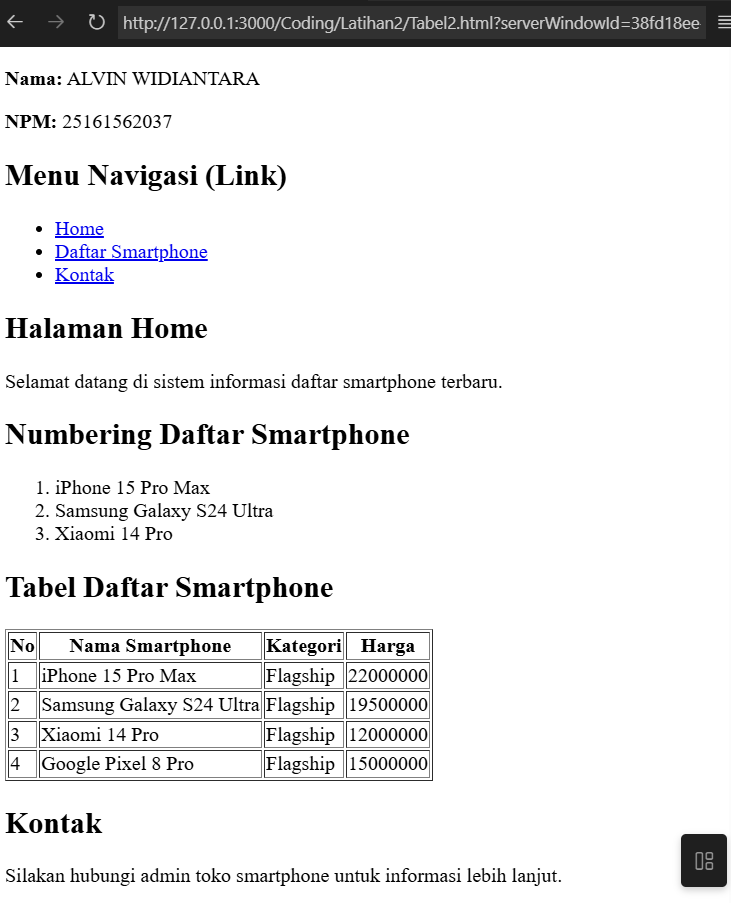 http://127.0.0.1:3000/Coding/Latihan2/Tabel2.html?serverWindowId=38fd18ee
Nama: ALVIN WIDIANTARA
NPM: 25161562037
Menu Navigasi (Link)
Home
Daftar Smartphone
Kontak
Halaman Home
Selamat datang di sistem informasi daftar smartphone terbaru.
Numbering Daftar Smartphone
1. iPhone 15 Pro Max
2. Samsung Galaxy S24 Ultra
3. Xiaomi 14 Pro
Tabel Daftar Smartphone
No Nama Smartphone Kategori Harga
1 iPhone 15 Pro Max Flagship 22000000
2 Samsung Galaxy S24 Ultra Flagship 19500000
3 Xiaomi 14 Pro Flagship 12000000
4 Google Pixel 8 Pro Flagship 15000000
Kontak
Silakan hubungi admin toko smartphone untuk informasi lebih lanjut.